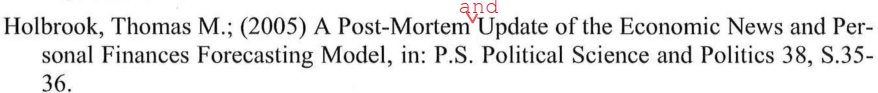 and
Holbrook, Thomas M.; (2005) A Post-Mortem Update of the Economic News and Per-
sonal Finances Forecasting Model, in: P.S. Political Science and Politics 38, S.35-
36.